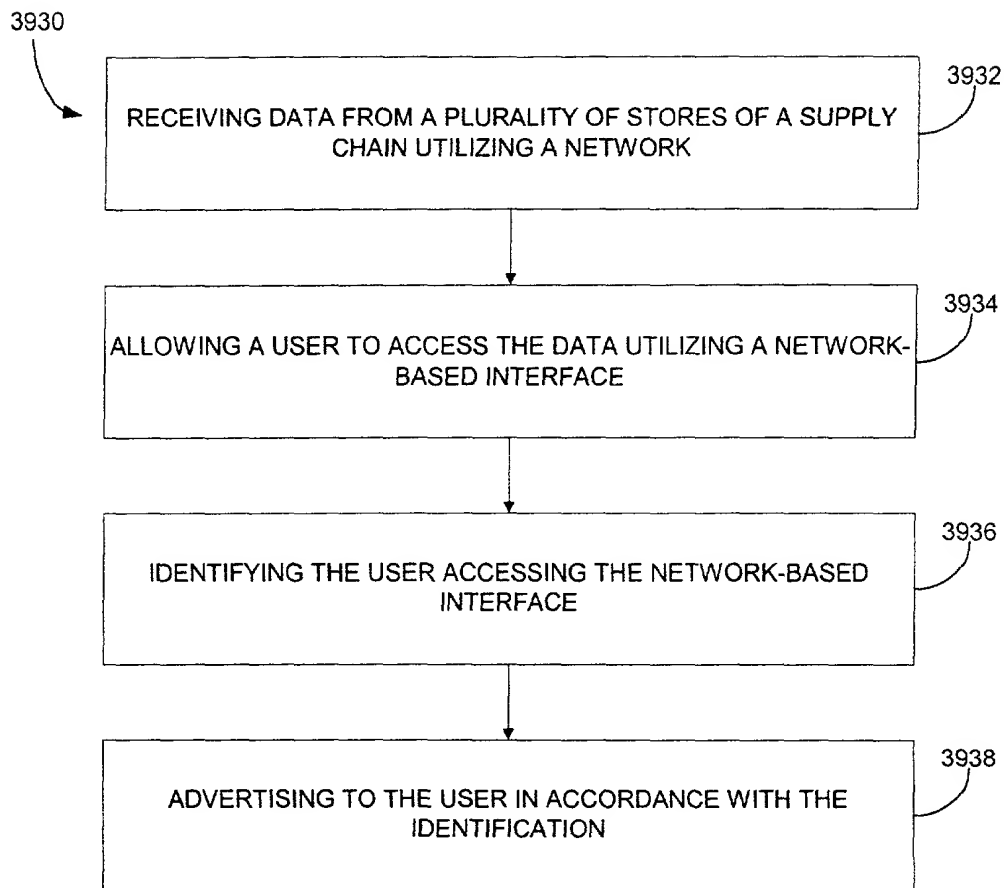 3930
3932
RECEIVING DATA FROM A PLURALITY OF STORES OF A SUPPLY
CHAIN UTILIZING A NETWORK
3934
ALLOWING A USER TO ACCESS THE DATA UTILIZING A NETWORK-
BASED INTERFACE
3936
IDENTIFYING THE USER ACCESSING THE NETWORK-BASED
INTERFACE
3938
ADVERTISING TO THE USER IN ACCORDANCE WITH THE
IDENTIFICATION